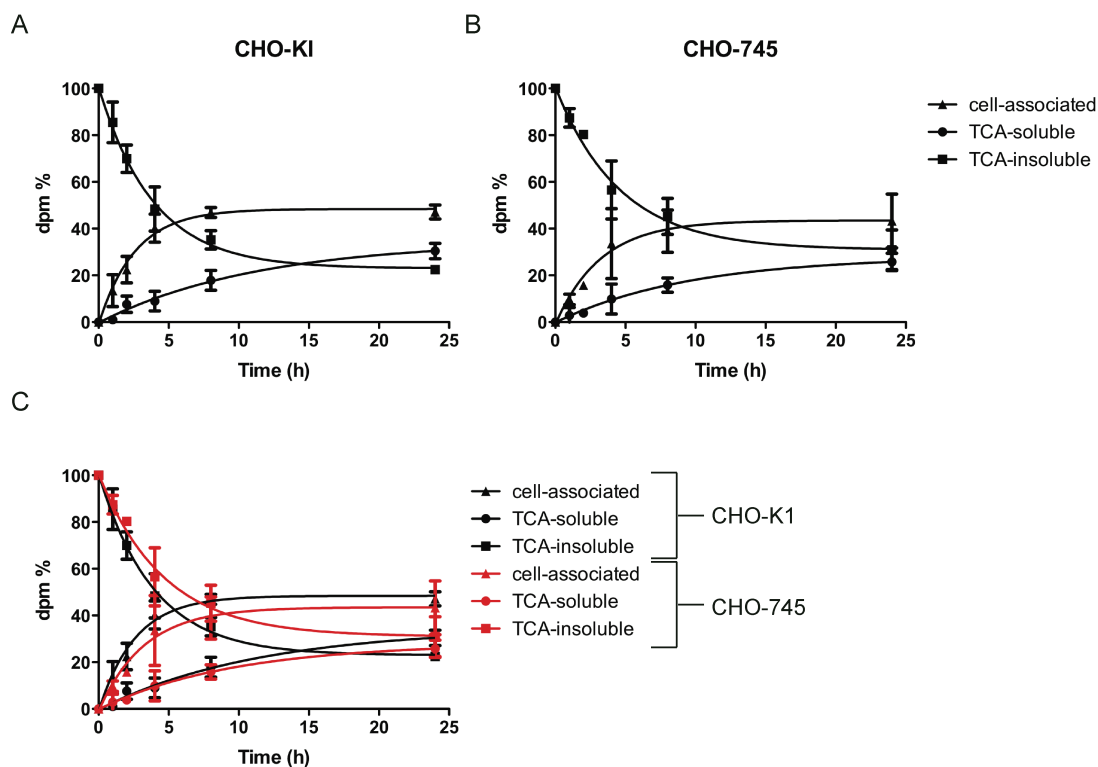 A
CHO-KI
dpm %
100
80
60
40
20
0
0 5 10 15 20 25
Time (h)
B
CHO-745
dpm %
100
80
60
40
20
0
0 5 10 15 20 25
Time (h)
cell-associated
TCA-soluble
TCA-insoluble
C
dpm %
100
80
60
40
20
0
0 5 10 15 20 25
Time (h)
cell-associated
TCA-soluble
TCA-insoluble
CHO-K1
cell-associated
TCA-soluble
TCA-insoluble
CHO-745